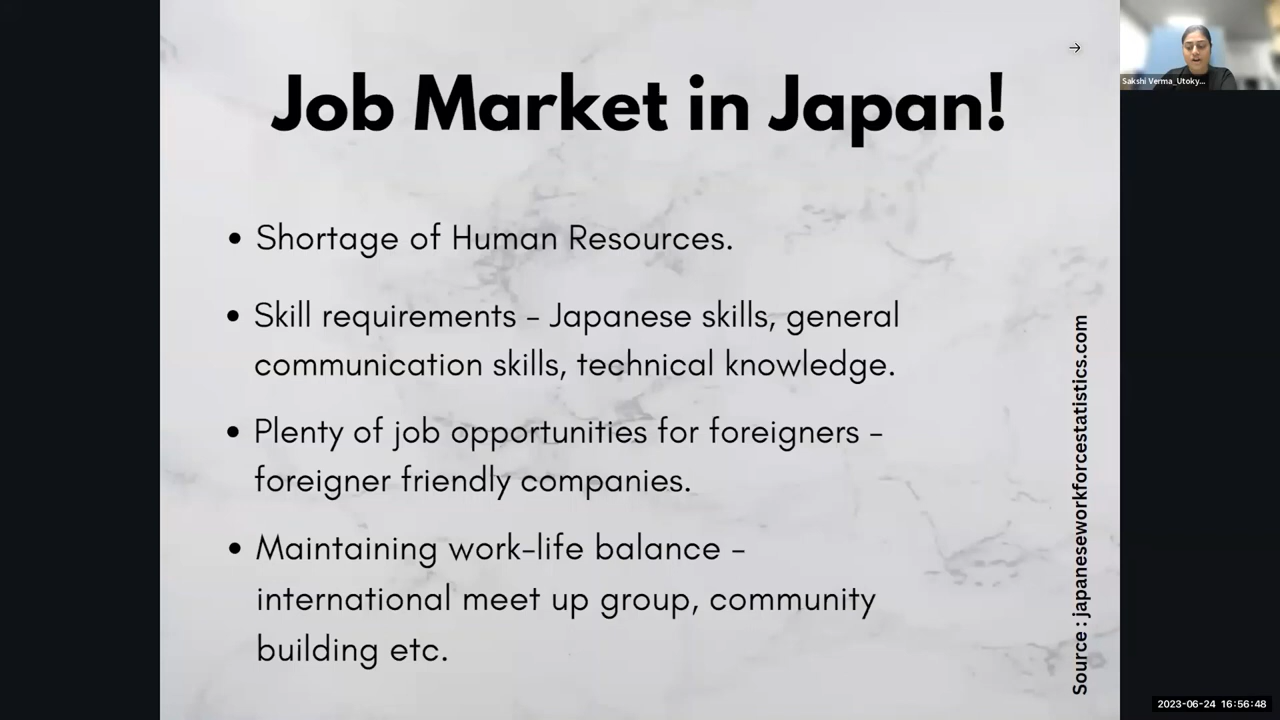 Job Market in Japan!
• Shortage of Human Resources.
• Skill requirements - Japanese skills, general
communication skills, technical knowledge.
• Plenty of job opportunities for foreigners -
foreigner friendly companies.
• Maintaining work-life balance -
international meet up group, community
building etc.
Source : japaneseworkforcestatistics.com
Sakshi Verma_Utoky...
2023-06-24 16:56:48